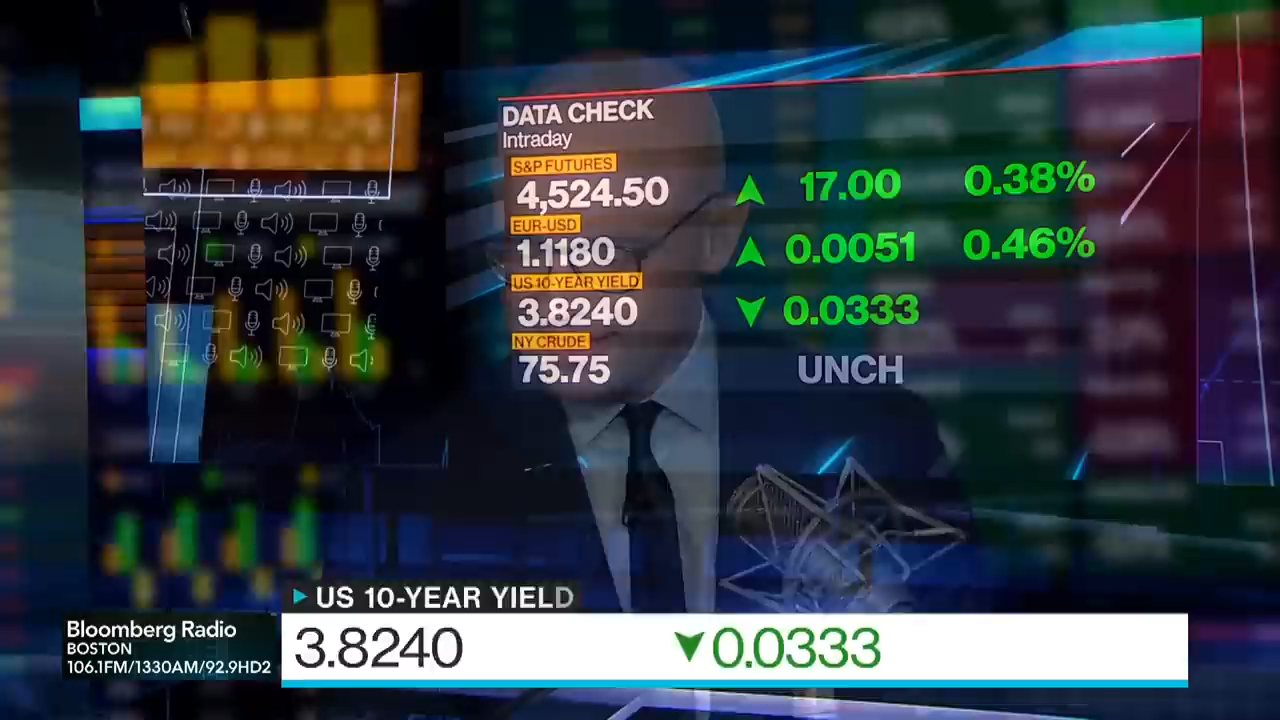 DATA CHECK
Intraday
S&P FUTURES
4,524.50 17.00 0.38%
EUR-USD
1.1180 0.0051 0.46%
US 10-YEAR YIELD
3.8240 0.0333
NY CRUDE
75.75 UNCH
US 10-YEAR YIELD
Bloomberg Radio
BOSTON
106.1FM/1330AM/92.9HD2
3.8240 0.0333